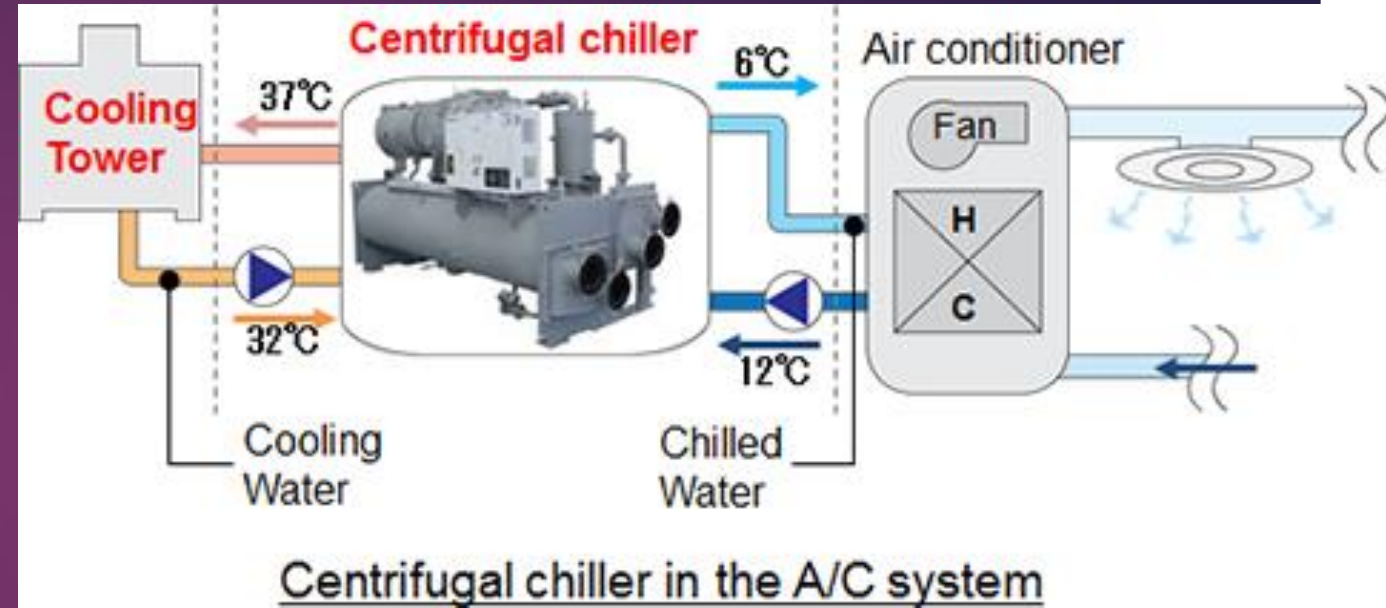 Centrifugal chiller
Air conditioner
6℃
37℃
Cooling
Tower
Fan
H
C
32℃
12℃
Cooling
Water
Chilled
Water
Centrifugal chiller in the A/C system